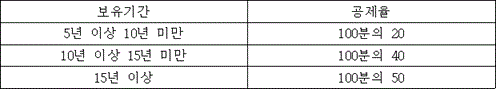 보유기간 공제율
5년 이상 10년 미만 100분의 20
10년 이상 15년 미만 100분의 40
15년 이상 100분의 50